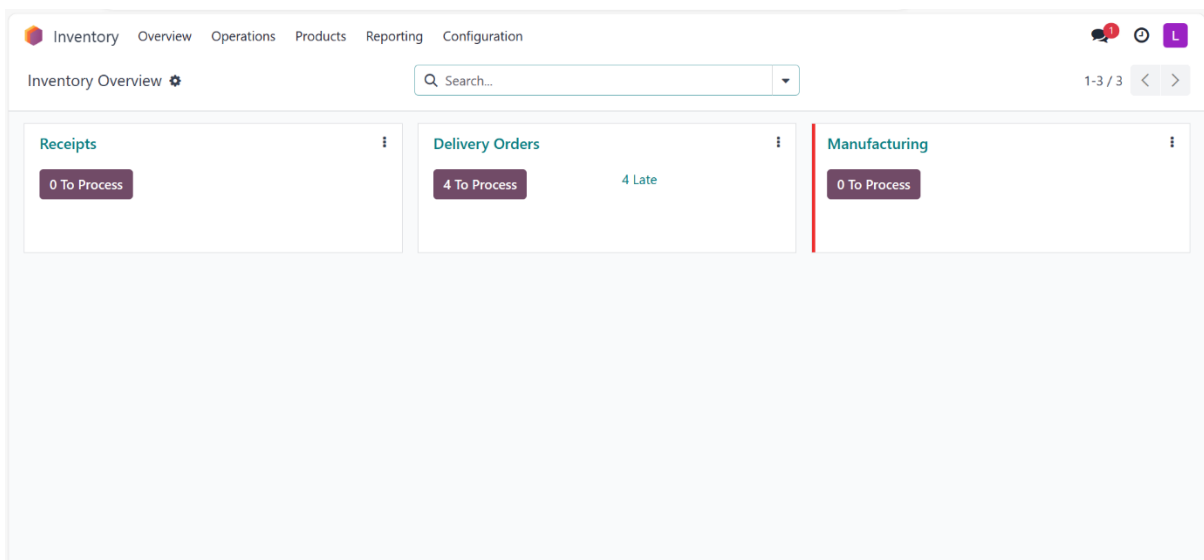 Inventory Overview Operations Products Reporting Configuration 1 L
Inventory Overview Search... 1-3 / 3
Receipts Delivery Orders Manufacturing
0 To Process 4 To Process 4 Late 0 To Process